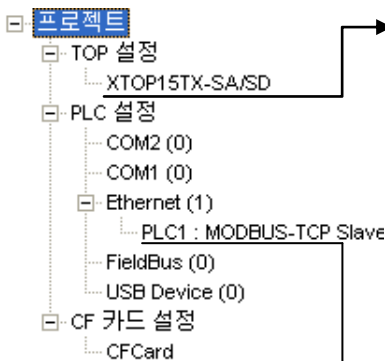 프로젝트
TOP 설정
XTOP15TX-SA/SD
PLC 설정
COM2 (0)
COM1 (0)
Ethernet (1)
PLC1 : MODBUS-TCP Slave
FieldBus (0)
USB Device (0)
CF 카드 설정
CFCard